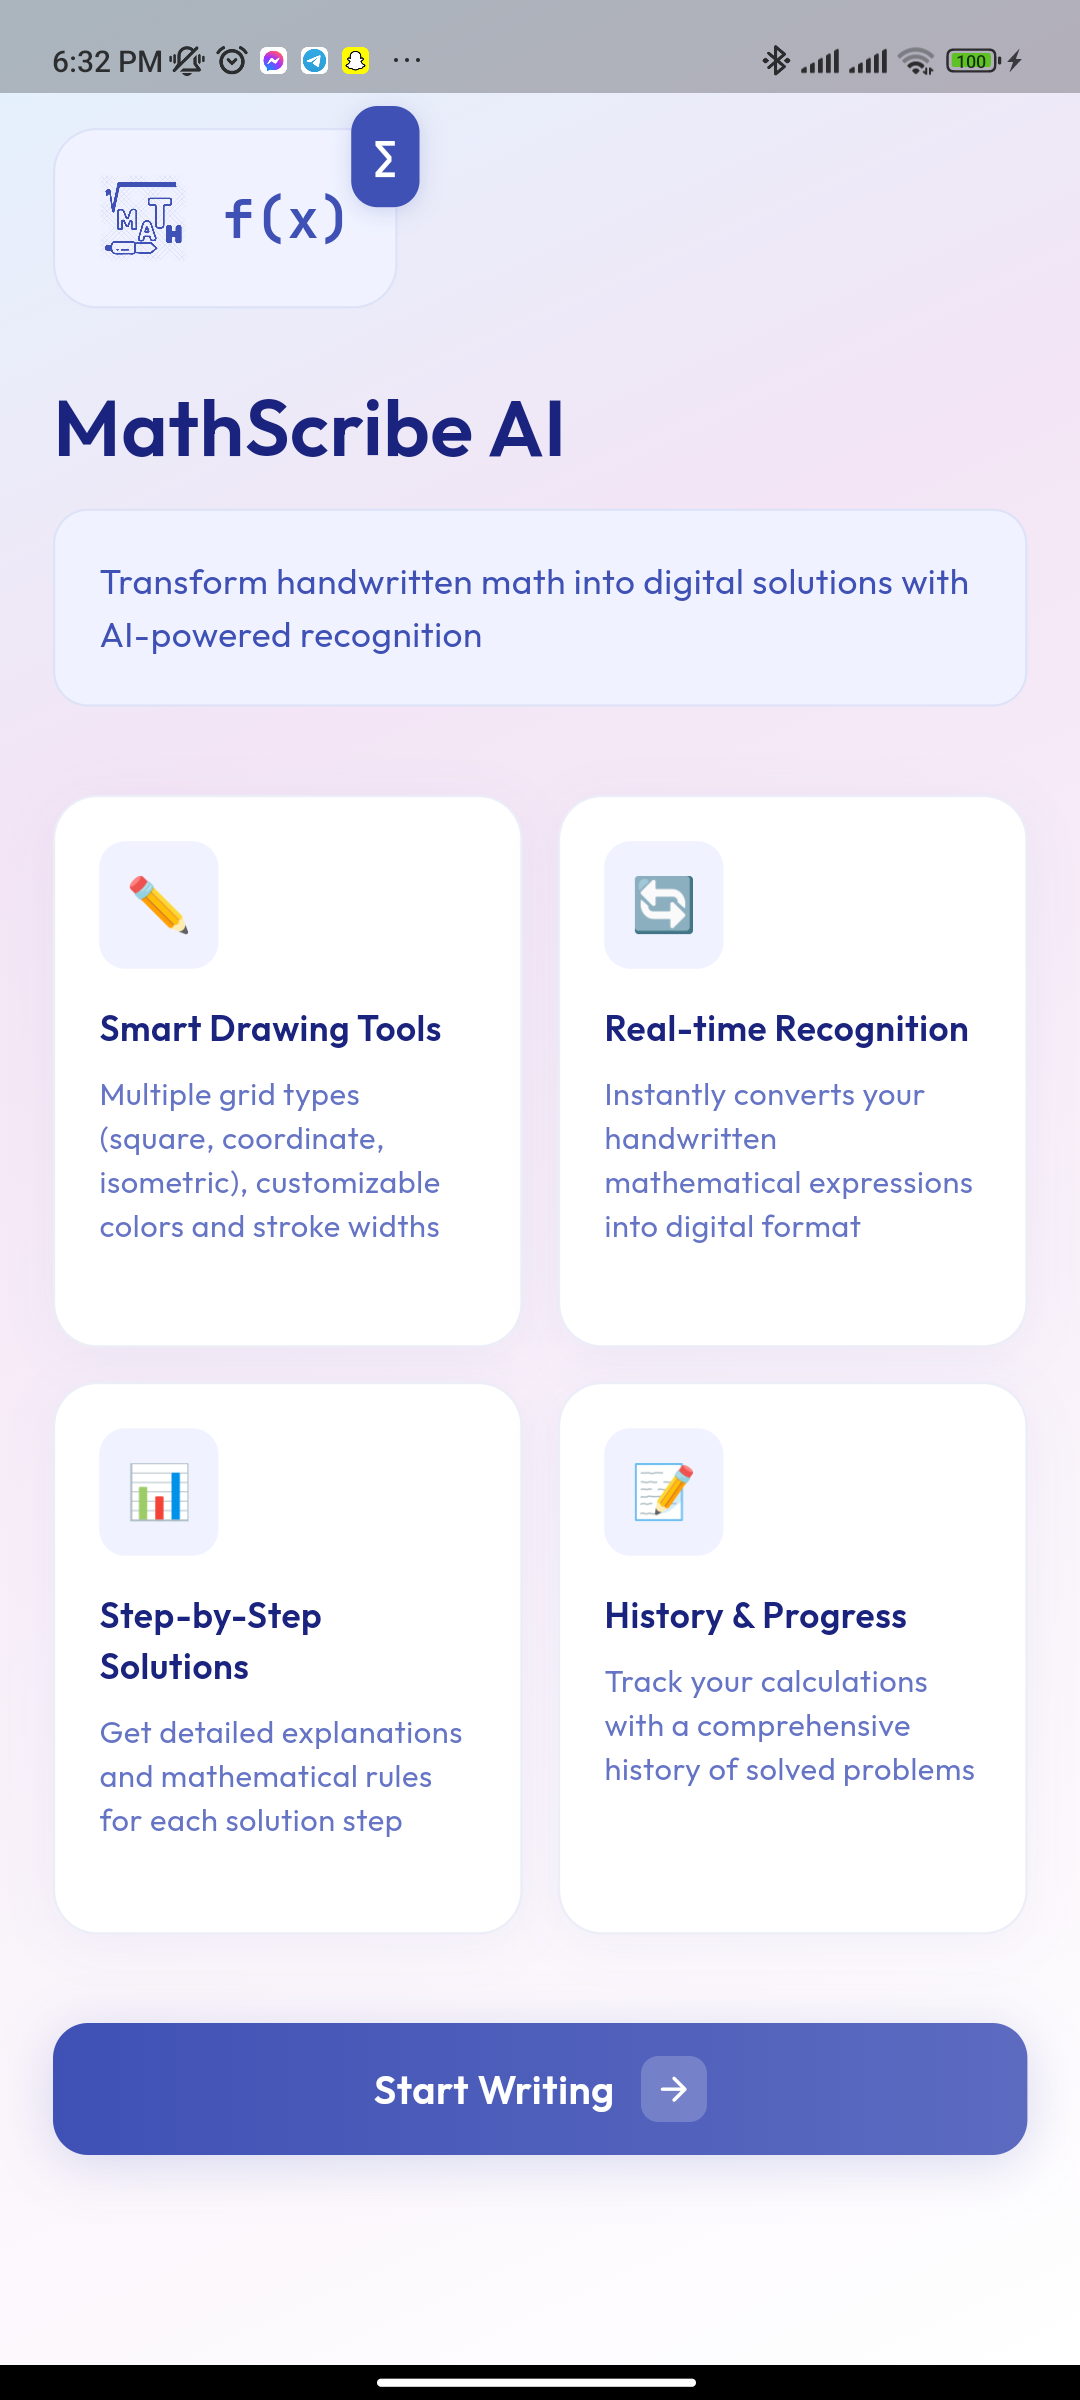 6:32 PM
100
MATH
f(x)
Σ
MathScribe AI
Transform handwritten math into digital solutions with
AI-powered recognition
Smart Drawing Tools
Multiple grid types
(square, coordinate,
isometric), customizable
colors and stroke widths
Real-time Recognition
Instantly converts your
handwritten
mathematical expressions
into digital format
Step-by-Step
Solutions
Get detailed explanations
and mathematical rules
for each solution step
History & Progress
Track your calculations
with a comprehensive
history of solved problems
Start Writing